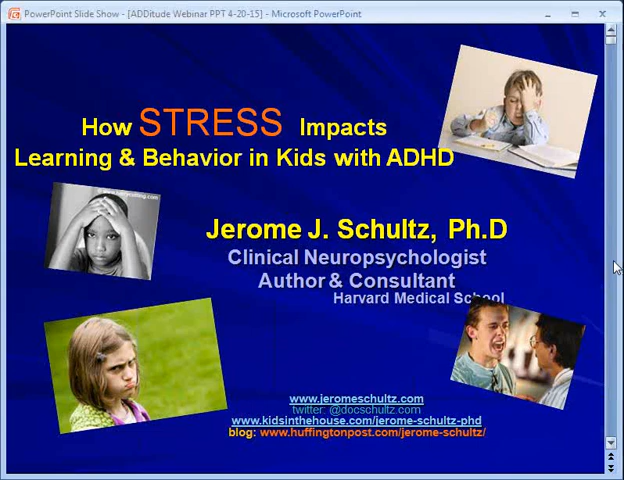 PowerPoint Slide Show - [ADDitude Webinar PPT 4-20-15] - Microsoft PowerPoint
How STRESS Impacts
Learning & Behavior in Kids with ADHD
Jerome J. Schultz, Ph.D
Clinical Neuropsychologist
Author & Consultant
Harvard Medical School
www.jeromeschultz.com
twitter: @docschultz.com
www.kidsinthehouse.com/jerome-schultz-phd
blog: www.huffingtonpost.com/jerome-schultz/